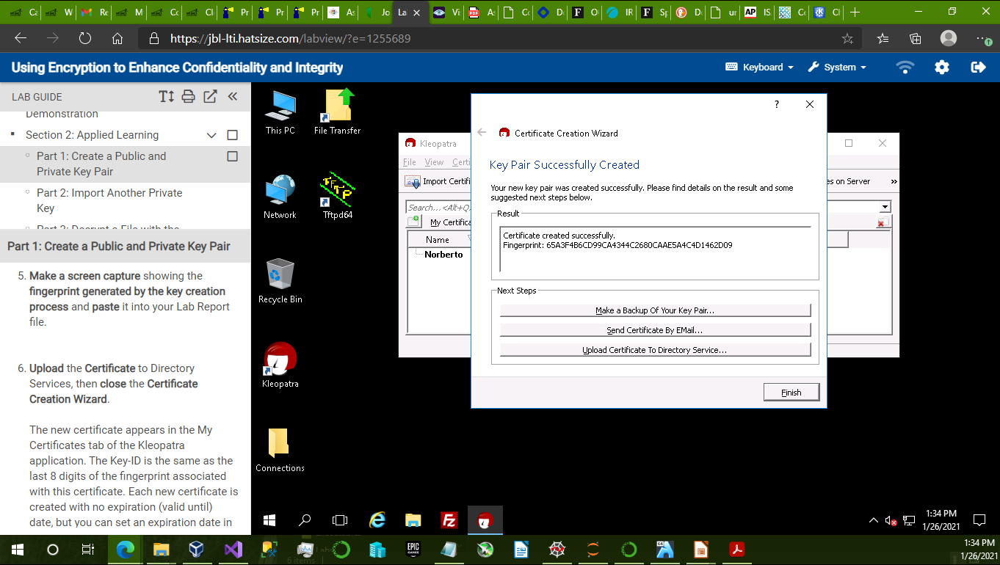 Ca
W
Re
M
Co
Cl
Pr
Pr
Pr
As
Jo
La
Vi
As
Co
D
O
IR
Sp
D
ur
AP IS
Co
Cl
https://jbl-lti.hatsize.com/labview/?e=1255689
Using Encryption to Enhance Confidentiality and Integrity
Keyboard
System
LAB GUIDE
Demonstration
Section 2: Applied Learning
Part 1: Create a Public and
Private Key Pair
Part 2: Import Another Private
Key
Part 1: Create a Public and Private Key Pair
5. Make a screen capture showing the
fingerprint generated by the key creation
process and paste it into your Lab Report
file.
6. Upload the Certificate to Directory
Services, then close the Certificate
Creation Wizard.
The new certificate appears in the My
Certificates tab of the Kleopatra
application. The Key-ID is the same as the
last 8 digits of the fingerprint associated
with this certificate. Each new certificate is
created with no expiration (valid until)
date, but you can set an expiration date in
This PC
File Transfer
Network
TFTP
Tftpd64
Recycle Bin
Kleopatra
Connections
Kleopatra
File View Certi
Import Certifi
es on Server »
Search...<Alt+Q
My Certifica
Name
Norberto
?
Certificate Creation Wizard
Key Pair Successfully Created
Your new key pair was created successfully. Please find details on the result and some
suggested next steps below.
Result
Certificate created successfully.
Fingerprint: 65A3F4B6CD99CA4344C2680CAAE5A4C4D1462D09
Next Steps
Make a Backup Of Your Key Pair...
Send Certificate By EMail...
Upload Certificate To Directory Service...
Finish
1:34 PM
1/26/2021
EPIC
GAMES
6 items
1:34 PM
1/26/2021